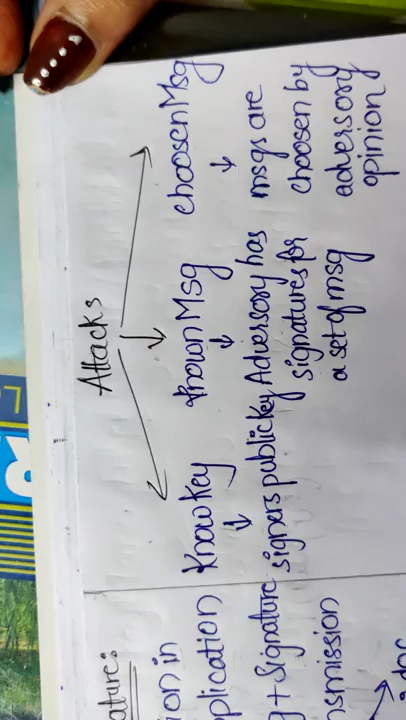 Attacks
Know Key
↓
signers public key
known Msg
↓
Adversary has
signatures for
a set of msg
choosen Msg
↓
msgs are
choosen by
adversory
opinion
ature:
ion in
plication
g + Signature
smission